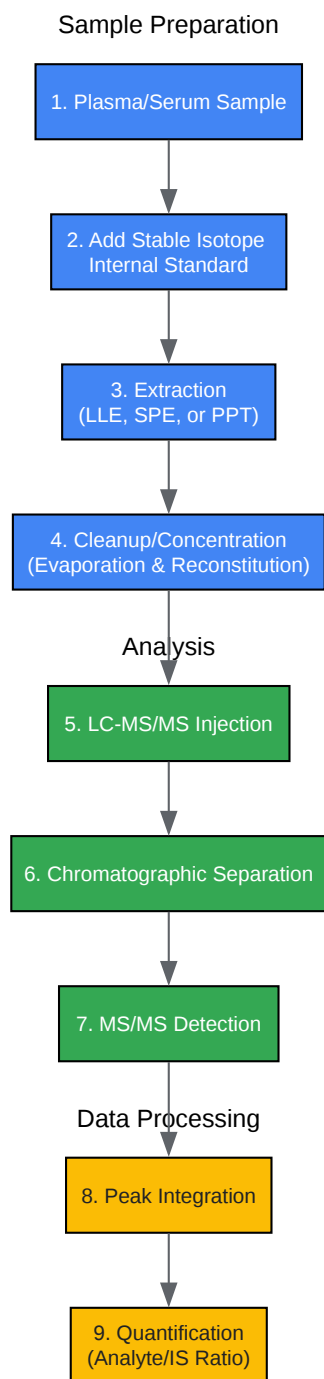 Sample Preparation
1. Plasma/Serum Sample
2. Add Stable Isotope
Internal Standard
3. Extraction
(LLE, SPE, or PPT)
4. Cleanup/Concentration
(Evaporation & Reconstitution)
Analysis
5. LC-MS/MS Injection
6. Chromatographic Separation
7. MS/MS Detection
Data Processing
8. Peak Integration
9. Quantification
(Analyte/IS Ratio)